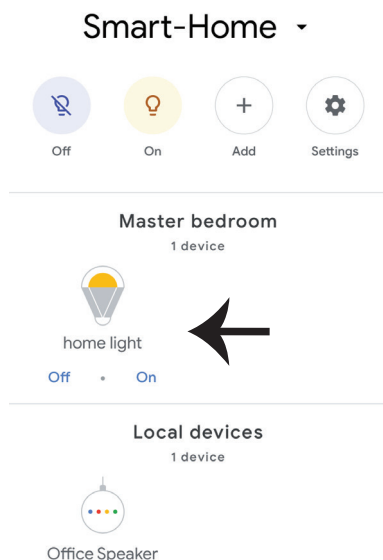 Smart-Home
Off On Add Settings
Master bedroom
1 device
home light
Off • On
Local devices
1 device
Office Speaker